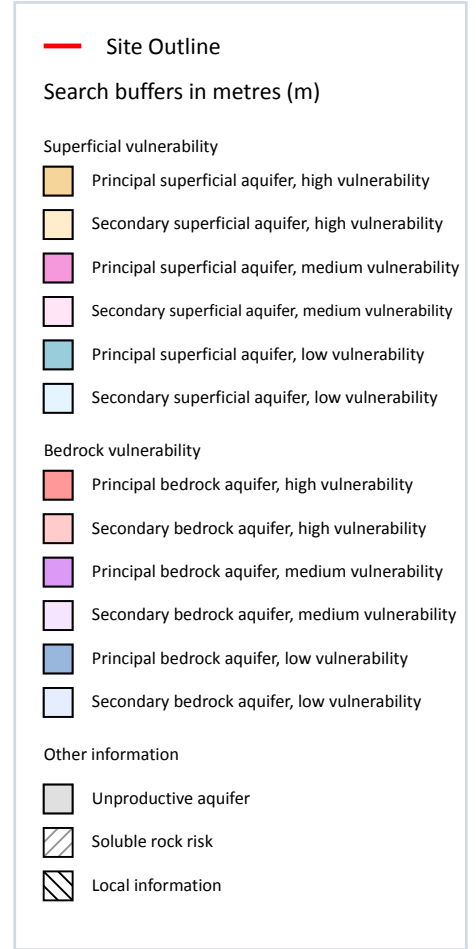 Site Outline
Search buffers in metres (m)
Superficial vulnerability
Principal superficial aquifer, high vulnerability
Secondary superficial aquifer, high vulnerability
Principal superficial aquifer, medium vulnerability
Secondary superficial aquifer, medium vulnerability
Principal superficial aquifer, low vulnerability
Secondary superficial aquifer, low vulnerability
Bedrock vulnerability
Principal bedrock aquifer, high vulnerability
Secondary bedrock aquifer, high vulnerability
Principal bedrock aquifer, medium vulnerability
Secondary bedrock aquifer, medium vulnerability
Principal bedrock aquifer, low vulnerability
Secondary bedrock aquifer, low vulnerability
Other information
Unproductive aquifer
Soluble rock risk
Local information